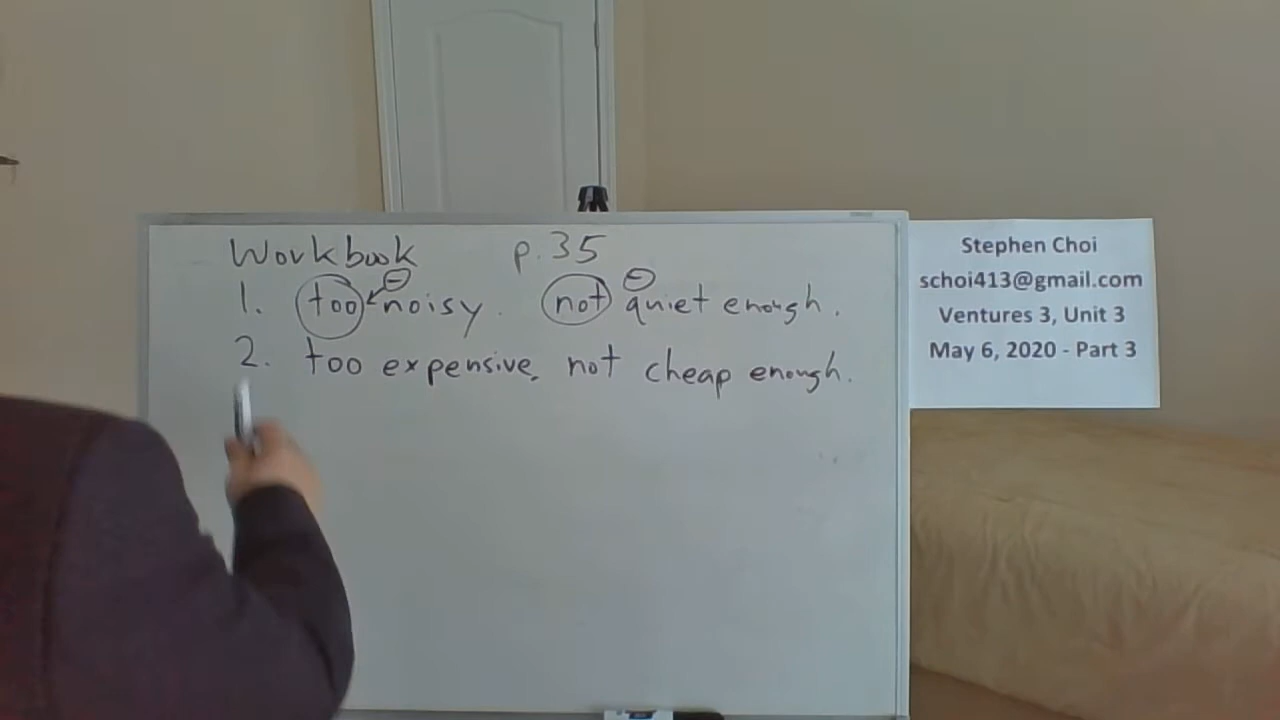 Workbook p.35
1. too noisy. not quiet enough.
2. too expensive. not cheap enough.
Stephen Choi
schoi413@gmail.com
Ventures 3, Unit 3
May 6, 2020 - Part 3